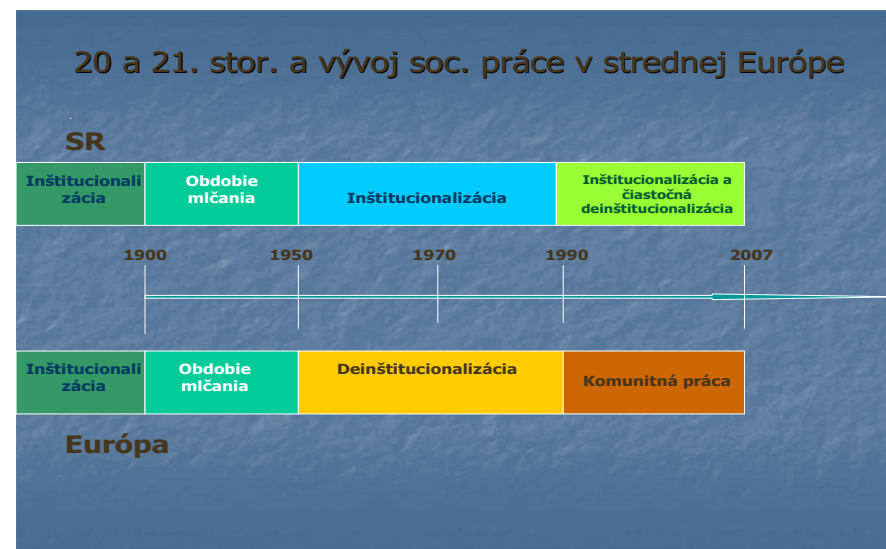 20 a 21. stor. a vývoj soc. práce v strednej Európe
SR
Inštitucionali
zácia
Obdobie
mlčania
Inštitucionalizácia
Inštitucionalizácia a
čiastočná
deinštitucionalizácia
1900 1950 1970 1990 2007
Inštitucionali
zácia
Obdobie
mlčania
Deinštitucionalizácia
Komunitná práca
Európa